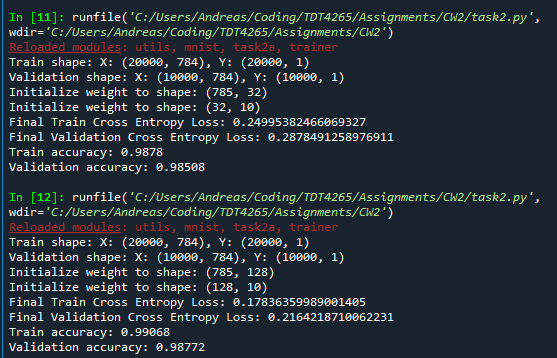 In [11]: runfile('C:/Users/Andreas/Coding/TDT4265/Assignments/CW2/task2.py',
wdir='C:/Users/Andreas/Coding/TDT4265/Assignments/CW2')
Reloaded modules: utils, mnist, task2a, trainer
Train shape: X: (20000, 784), Y: (20000, 1)
Validation shape: X: (10000, 784), Y: (10000, 1)
Initialize weight to shape: (785, 32)
Initialize weight to shape: (32, 10)
Final Train Cross Entropy Loss: 0.24995382466069327
Final Validation Cross Entropy Loss: 0.2878491258976911
Train accuracy: 0.9878
Validation accuracy: 0.98508
In [12]: runfile('C:/Users/Andreas/Coding/TDT4265/Assignments/CW2/task2.py',
wdir='C:/Users/Andreas/Coding/TDT4265/Assignments/CW2')
Reloaded modules: utils, mnist, task2a, trainer
Train shape: X: (20000, 784), Y: (20000, 1)
Validation shape: X: (10000, 784), Y: (10000, 1)
Initialize weight to shape: (785, 128)
Initialize weight to shape: (128, 10)
Final Train Cross Entropy Loss: 0.17836359989001405
Final Validation Cross Entropy Loss: 0.2164218710062231
Train accuracy: 0.99068
Validation accuracy: 0.98772